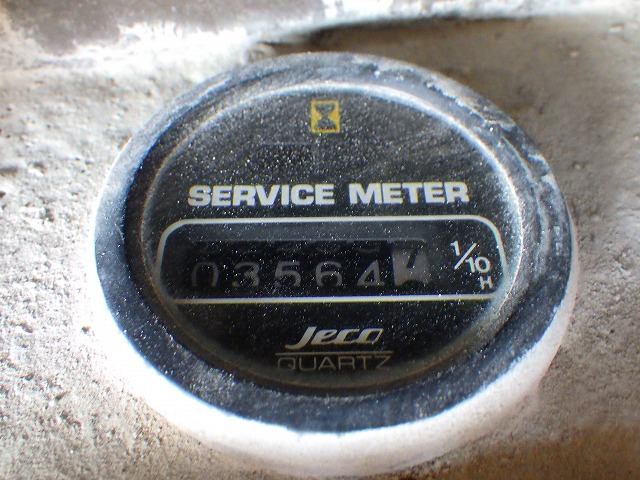 SERVICE METER
03564 1/10
H
Jeco
QUARTZ